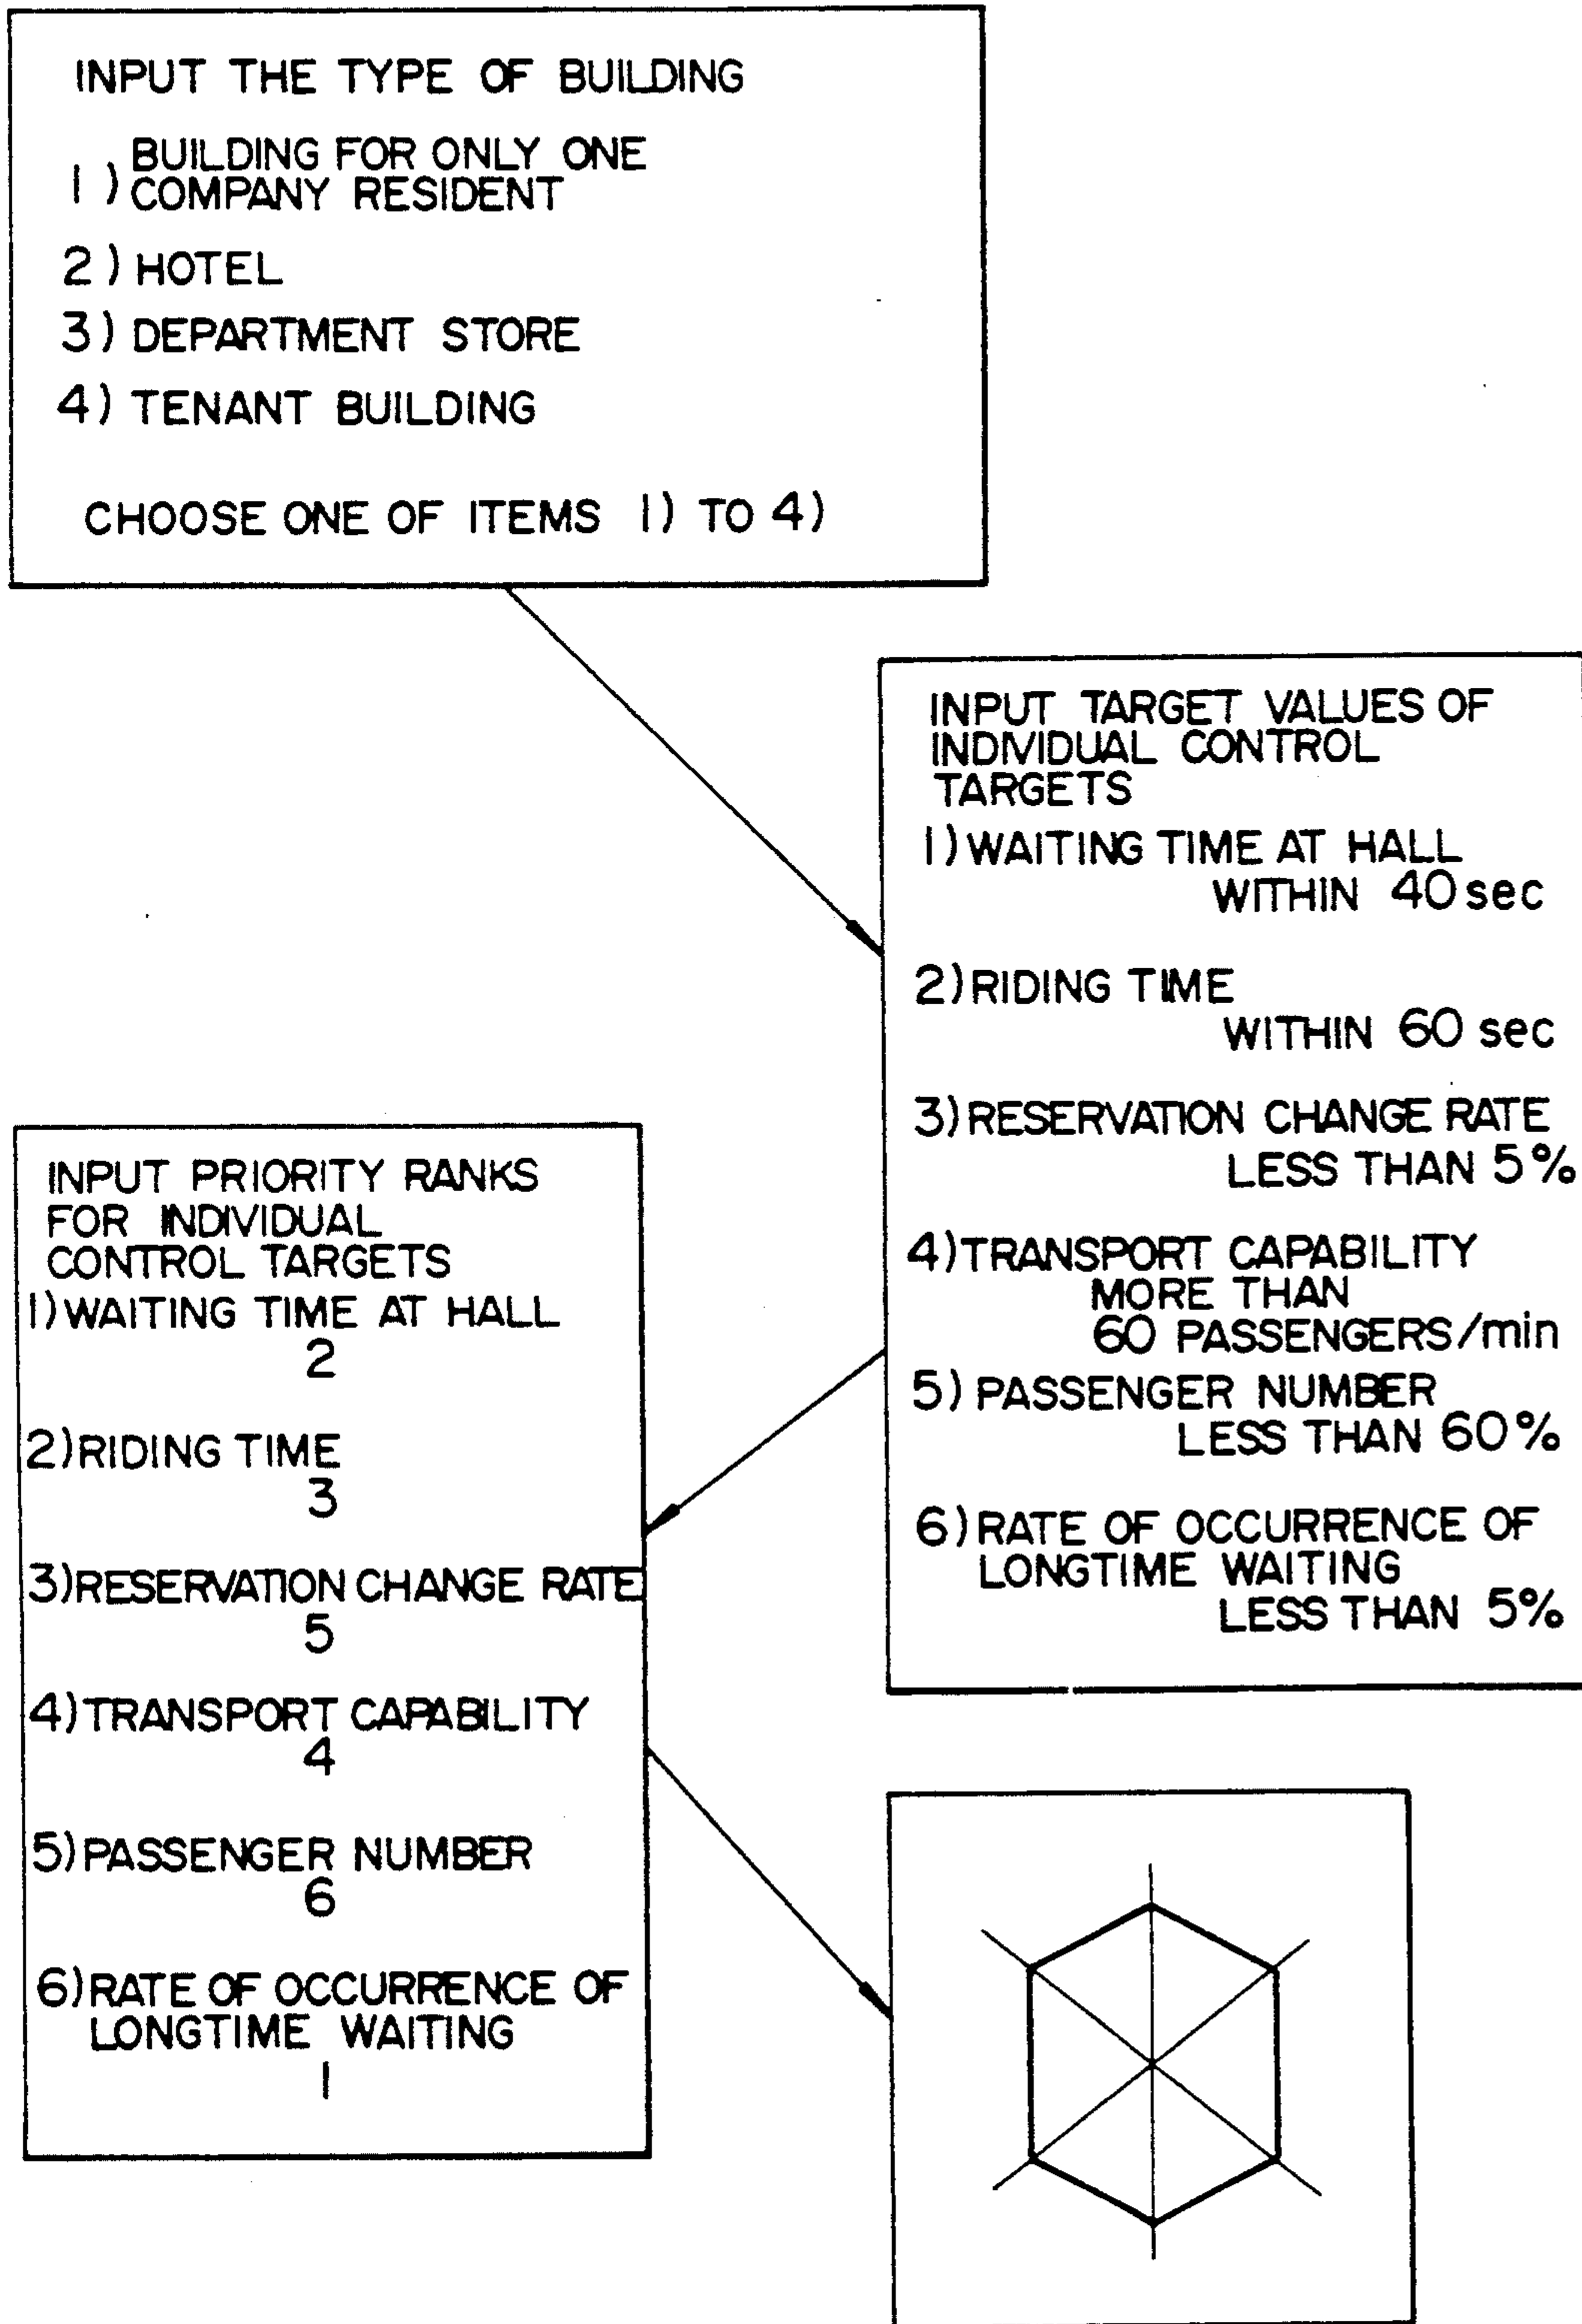 INPUT THE TYPE OF BUILDING
1) BUILDING FOR ONLY ONE
COMPANY RESIDENT
2) HOTEL
3) DEPARTMENT STORE
4) TENANT BUILDING
CHOOSE ONE OF ITEMS 1) TO 4)
INPUT TARGET VALUES OF
INDIVIDUAL CONTROL
TARGETS
1) WAITING TIME AT HALL
WITHIN 40 sec
2) RIDING TIME
WITHIN 60 sec
3) RESERVATION CHANGE RATE
LESS THAN 5%
4) TRANSPORT CAPABILITY
MORE THAN
60 PASSENGERS/min
5) PASSENGER NUMBER
LESS THAN 60%
6) RATE OF OCCURRENCE OF
LONGTIME WAITING
LESS THAN 5%
INPUT PRIORITY RANKS
FOR INDIVIDUAL
CONTROL TARGETS
1) WAITING TIME AT HALL
2
2) RIDING TIME
3
3) RESERVATION CHANGE RATE
5
4) TRANSPORT CAPABILITY
4
5) PASSENGER NUMBER
6
6) RATE OF OCCURRENCE OF
LONGTIME WAITING
1